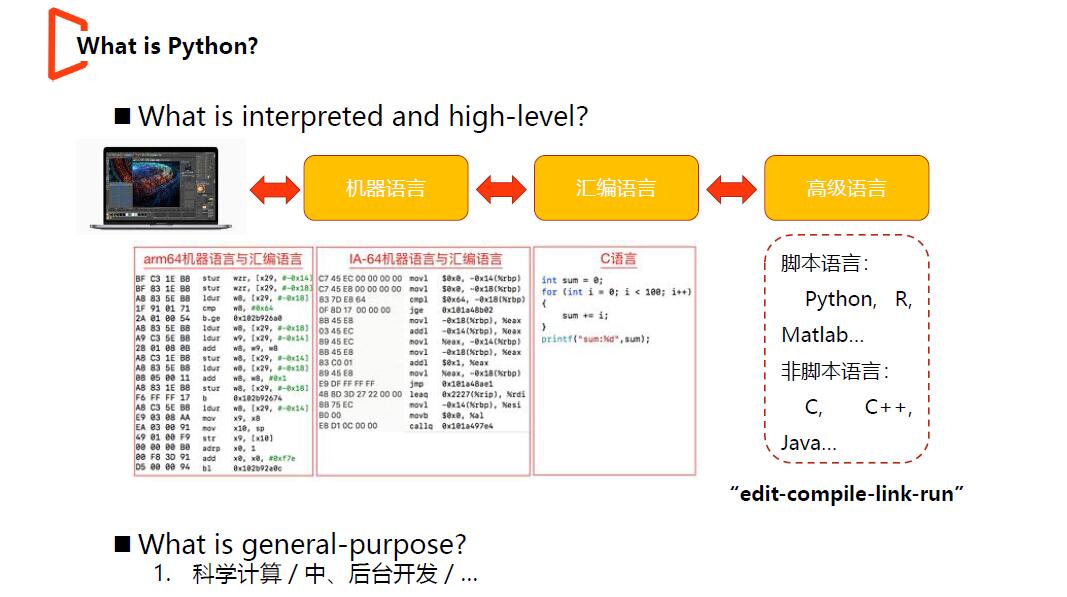 What is Python?
■ What is interpreted and high-level?
机器语言
汇编语言
高级语言
arm64机器语言与汇编语言
BF C3 1E B8 stur wzr, [x29, #-0x14]
BF 83 1E B8 stur wzr, [x29, #-0x18]
A8 83 5E B8 ldur w8, [x29, #-0x18]
1F 91 01 71 cmp w8, #0x64
2A 01 00 54 b.ge 0x102b926a0
A8 83 5E B8 ldur w8, [x29, #-0x18]
A9 C3 5E B8 ldur w9, [x29, #-0x14]
28 01 08 0B add w8, w9, w8
A8 C3 1E B8 stur w8, [x29, #-0x14]
A8 83 5E B8 ldur w8, [x29, #-0x18]
08 05 00 11 add w8, w8, #0x1
A8 83 1E B8 stur w8, [x29, #-0x18]
F6 FF FF 17 b 0x102b92674
A8 C3 5E B8 ldur w8, [x29, #-0x14]
E9 03 08 AA mov x9, x8
EA 03 00 91 mov x10, sp
49 01 00 F9 str x9, [x10]
00 00 00 B0 adrp x0, 1
00 F8 3D 91 add x0, x0, #0xf7e
D5 00 00 94 bl 0x102b92a0c
IA-64机器语言与汇编语言
C7 45 EC 00 00 00 00 movl $0x0, -0x14(%rbp)
C7 45 E8 00 00 00 00 movl $0x0, -0x18(%rbp)
83 7D E8 64 cmpl $0x64, -0x18(%rbp)
0F 8D 17 00 00 00 jge 0x101a48b02
8B 45 E8 movl -0x18(%rbp), %eax
03 45 EC addl -0x14(%rbp), %eax
89 45 EC movl %eax, -0x14(%rbp)
8B 45 E8 movl -0x18(%rbp), %eax
83 C0 01 addl $0x1, %eax
89 45 E8 movl %eax, -0x18(%rbp)
E9 DF FF FF FF jmp 0x101a48ae1
48 8D 3D 27 22 00 00 leaq 0x2227(%rip), %rdi
8B 75 EC movl -0x14(%rbp), %esi
B0 00 movb $0x0, %al
E8 D1 0C 00 00 callq 0x101a497e4
C语言
int sum = 0;
for (int i = 0; i < 100; i++)
{
sum += i;
}
printf("sum:%d",sum);
脚本语言：
Python, R,
Matlab...
非脚本语言：
C, C++,
Java...
“edit-compile-link-run”
■ What is general-purpose?
1. 科学计算 / 中、后台开发 / ...